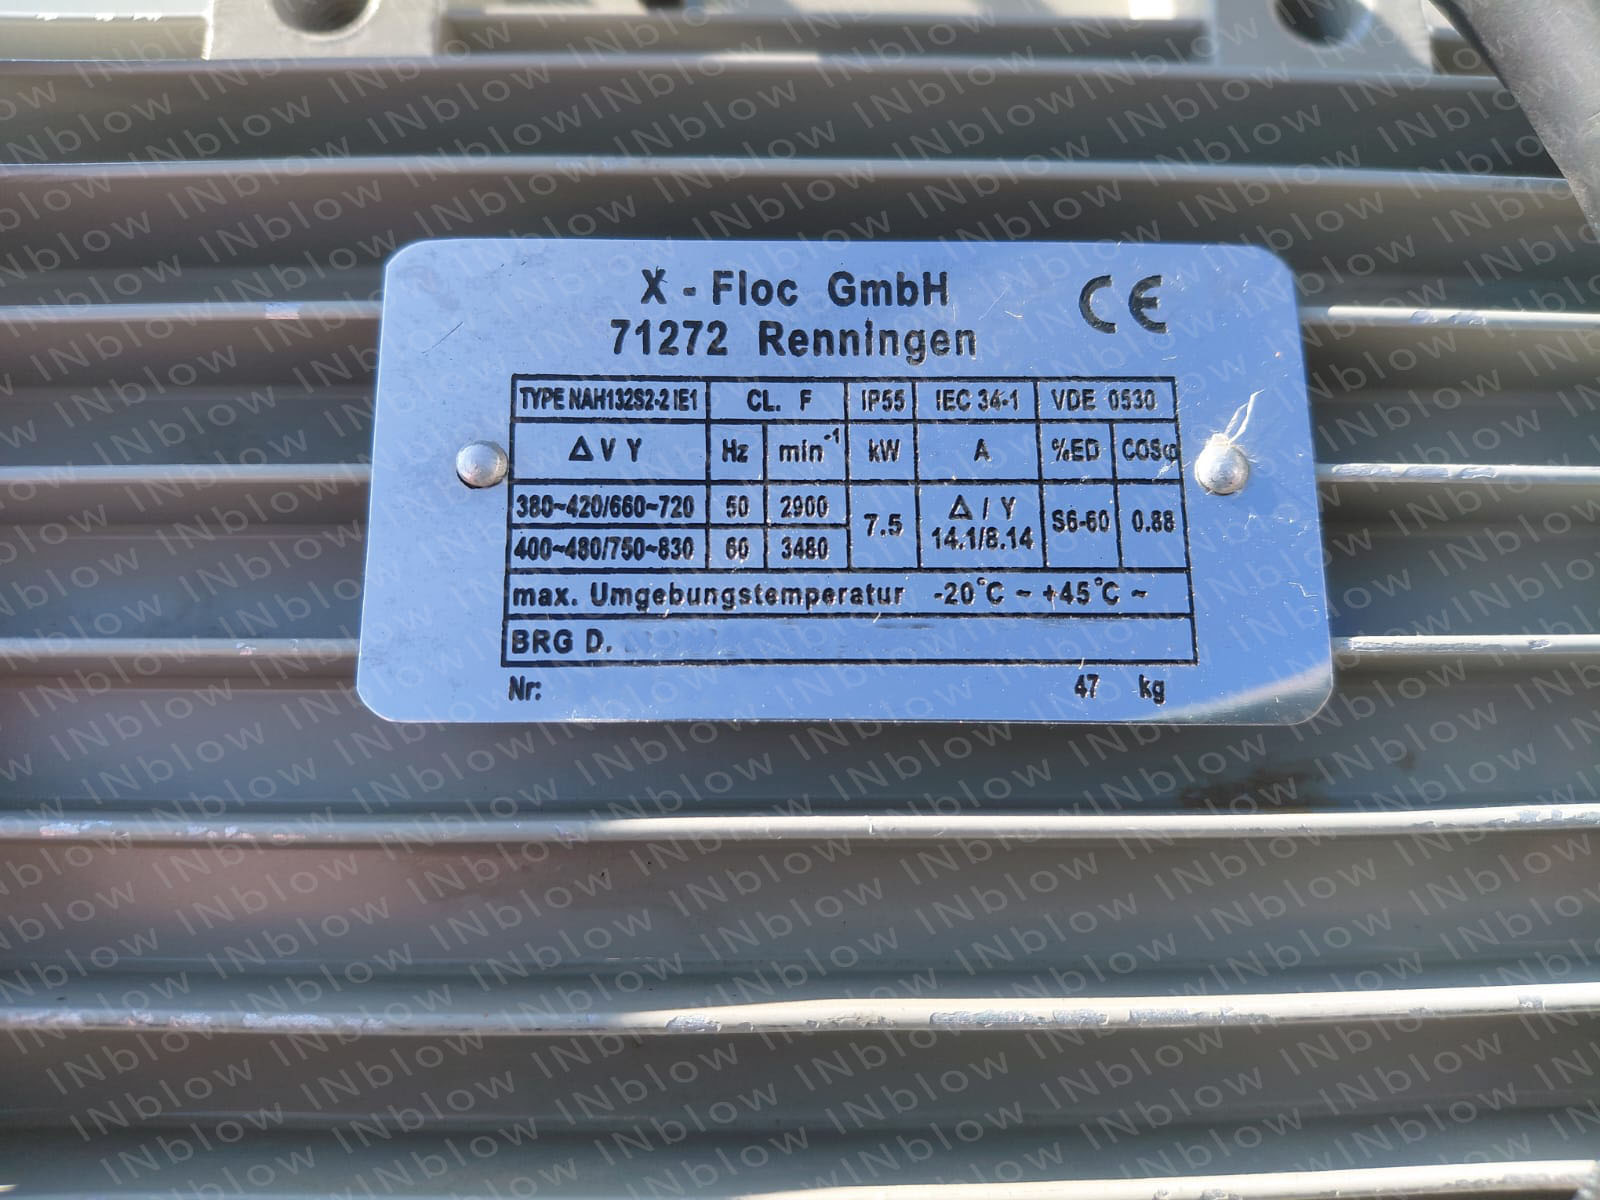 X - Floc GmbH
71272 Renningen
CE
TYPE NAH132S2-2 IE1 CL. F IP55 IEC 34-1 VDE 0530
Δ V Y Hz min⁻¹ kW A %ED COSφ
380~420/660~720 50 2900 7.5 Δ / Y 14.1/8.14 S6-60 0.88
400~480/750~830 60 3480
max. Umgebungstemperatur -20°C ~ +45°C ~
BRG D.
Nr: 47 kg
INblow